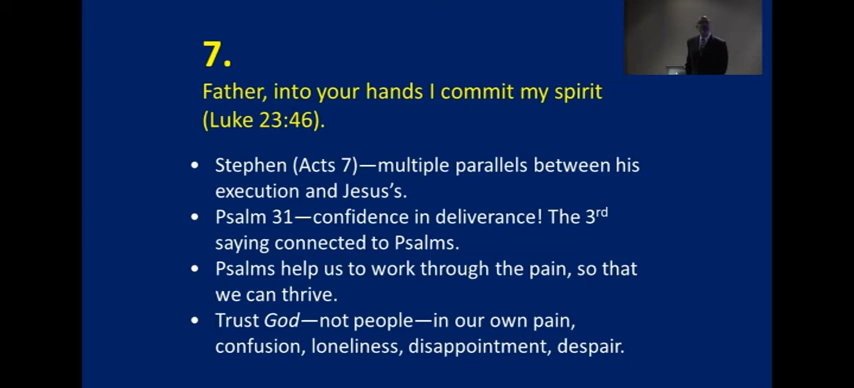 7.
Father, into your hands I commit my spirit
(Luke 23:46).
• Stephen (Acts 7)—multiple parallels between his
execution and Jesus's.
• Psalm 31—confidence in deliverance! The 3rd
saying connected to Psalms.
• Psalms help us to work through the pain, so that
we can thrive.
• Trust God—not people—in our own pain,
confusion, loneliness, disappointment, despair.